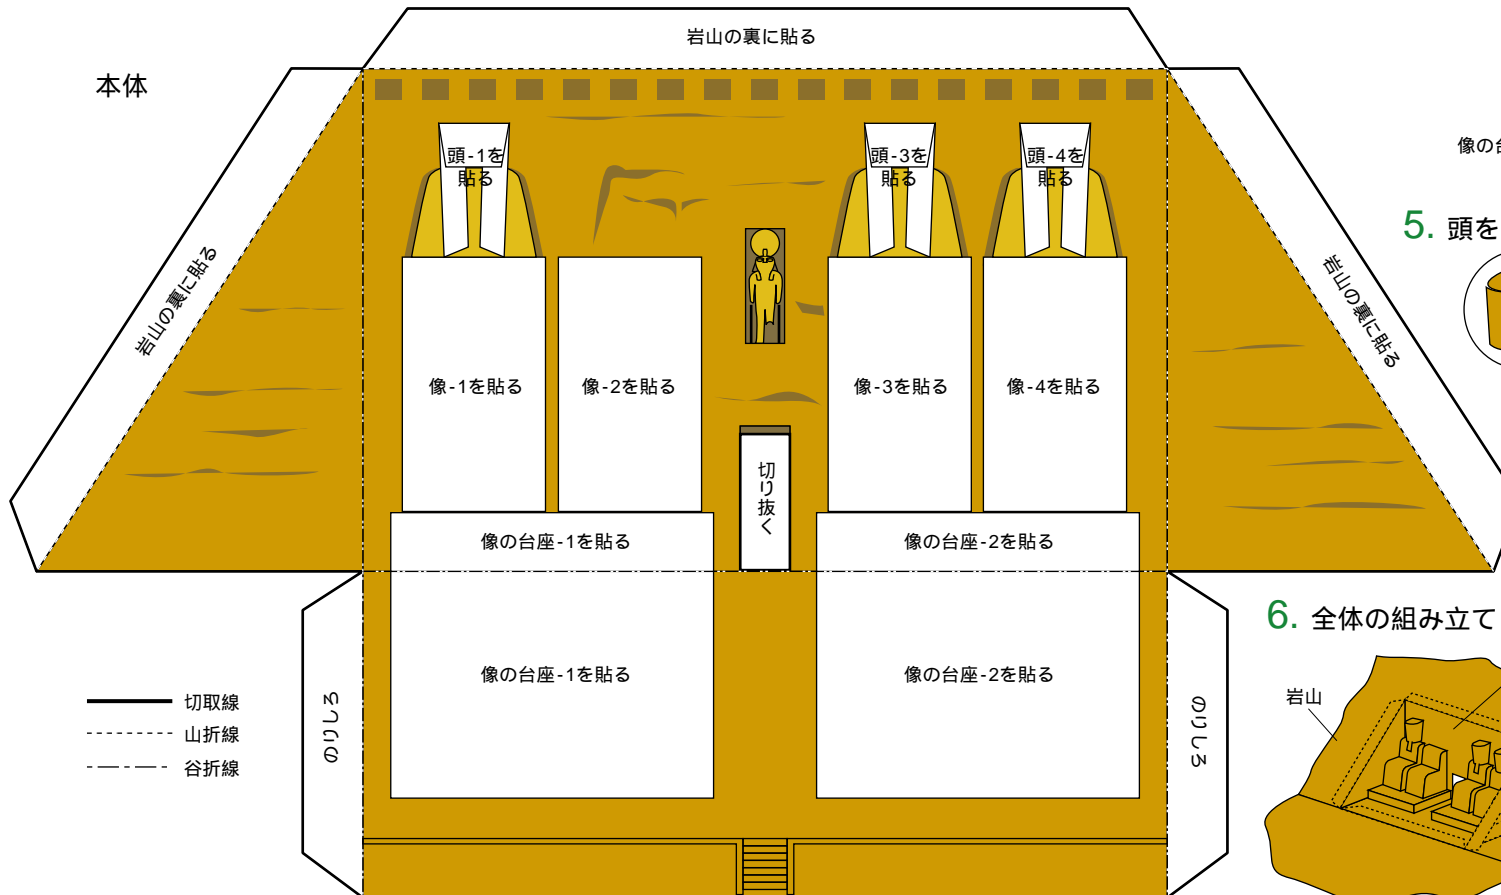 岩山の裏に貼る
本体
頭-1を
貼る
頭-3を
貼る
頭-4を
貼る
像の台
5. 頭を
岩山の裏に貼る
岩山の裏に貼る
像-1を貼る
像-2を貼る
像-3を貼る
像-4を貼る
切り抜く
像の台座-1を貼る
像の台座-2を貼る
6. 全体の組み立て
像の台座-1を貼る
像の台座-2を貼る
のりしろ
のりしろ
岩山
切取線
山折線
谷折線